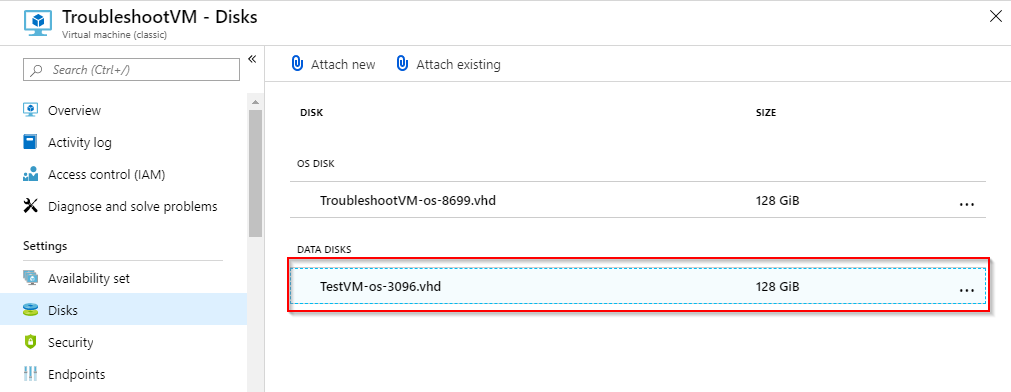 TroubleshootVM - Disks
Virtual machine (classic)
Search (Ctrl+/)
Overview
Activity log
Access control (IAM)
Diagnose and solve problems
Settings
Availability set
Disks
Security
Endpoints
Attach new
Attach existing
DISK SIZE
OS DISK
TroubleshootVM-os-8699.vhd 128 GiB ...
DATA DISKS
TestVM-os-3096.vhd 128 GiB ...